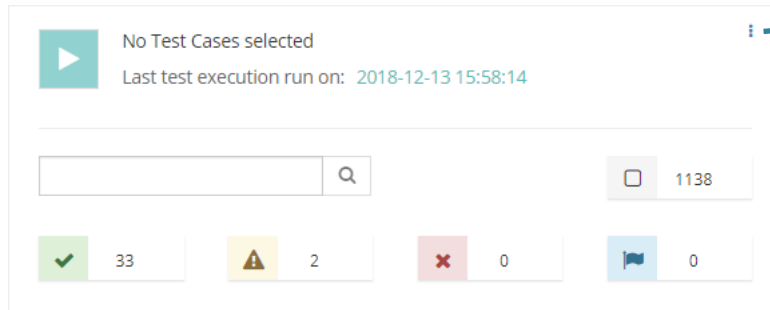 No Test Cases selected
Last test execution run on: 2018-12-13 15:58:14
1138
33
2
0
0